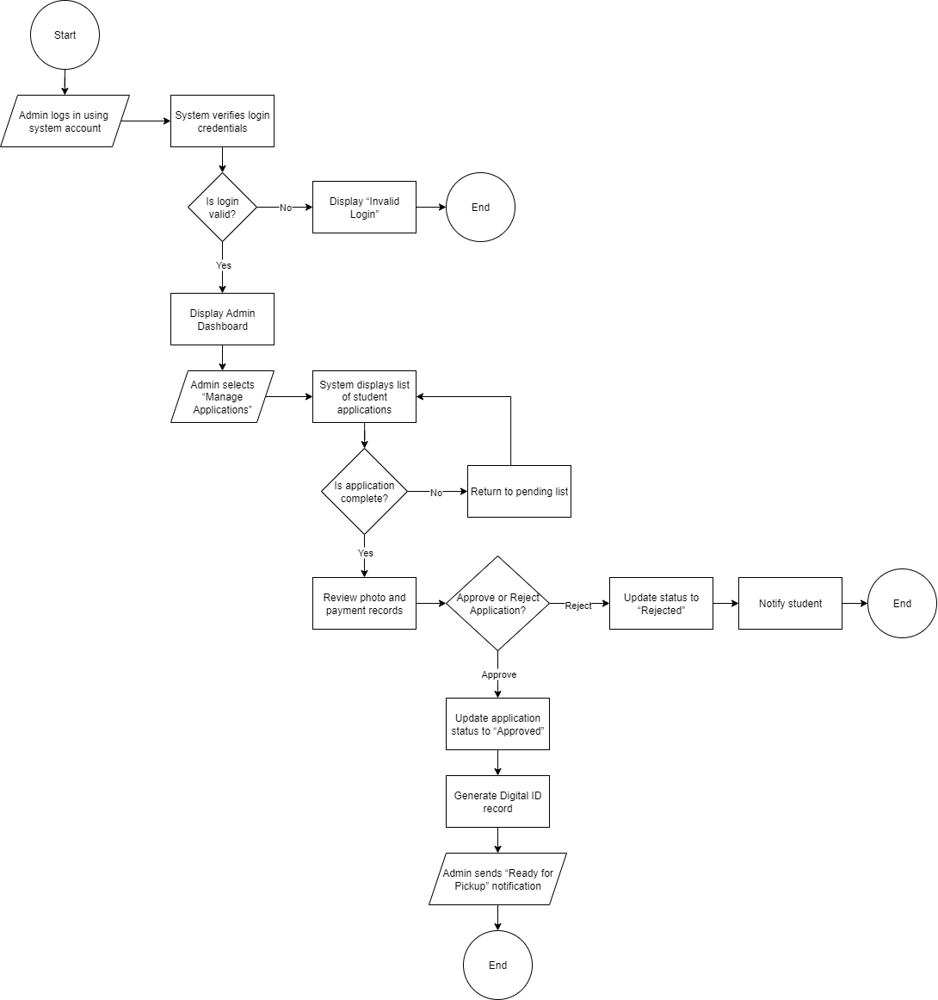 Start
Admin logs in using
system account
System verifies login
credentials
Is login
valid?
No
Display “Invalid
Login”
End
Yes
Display Admin
Dashboard
Admin selects
“Manage
Applications”
System displays list
of student
applications
Is application
complete?
No
Return to pending list
Yes
Review photo and
payment records
Approve or Reject
Application?
Reject
Update status to
“Rejected”
Notify student
End
Approve
Update application
status to “Approved”
Generate Digital ID
record
Admin sends “Ready for
Pickup” notification
End